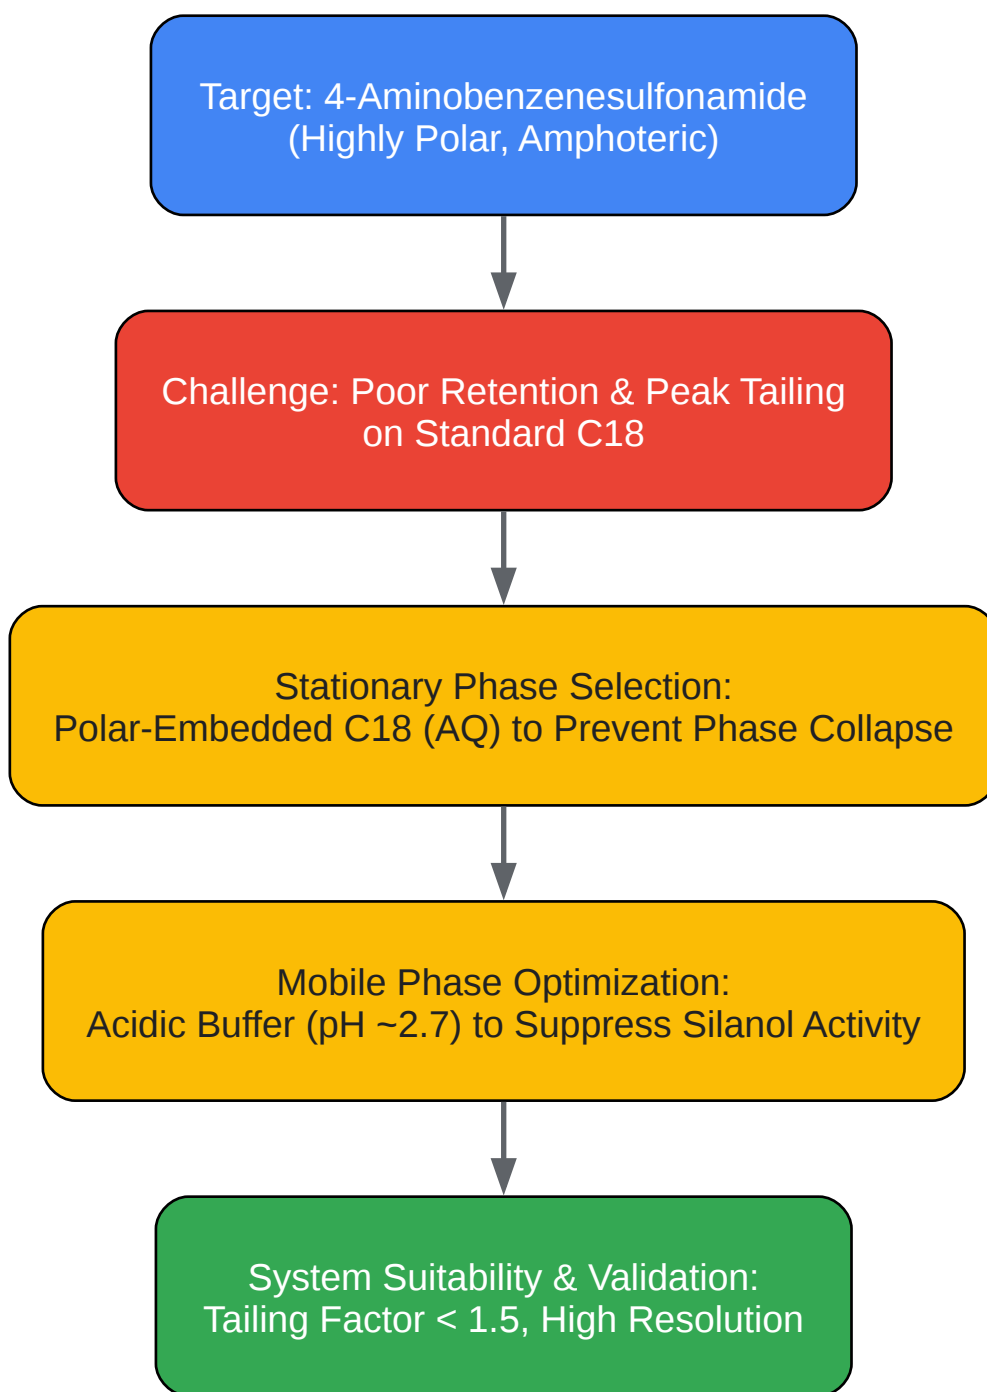 Target: 4-Aminobenzenesulfonamide
(Highly Polar, Amphoteric)
Challenge: Poor Retention & Peak Tailing
on Standard C18
Stationary Phase Selection:
Polar-Embedded C18 (AQ) to Prevent Phase Collapse
Mobile Phase Optimization:
Acidic Buffer (pH ~2.7) to Suppress Silanol Activity
System Suitability & Validation:
Tailing Factor < 1.5, High Resolution